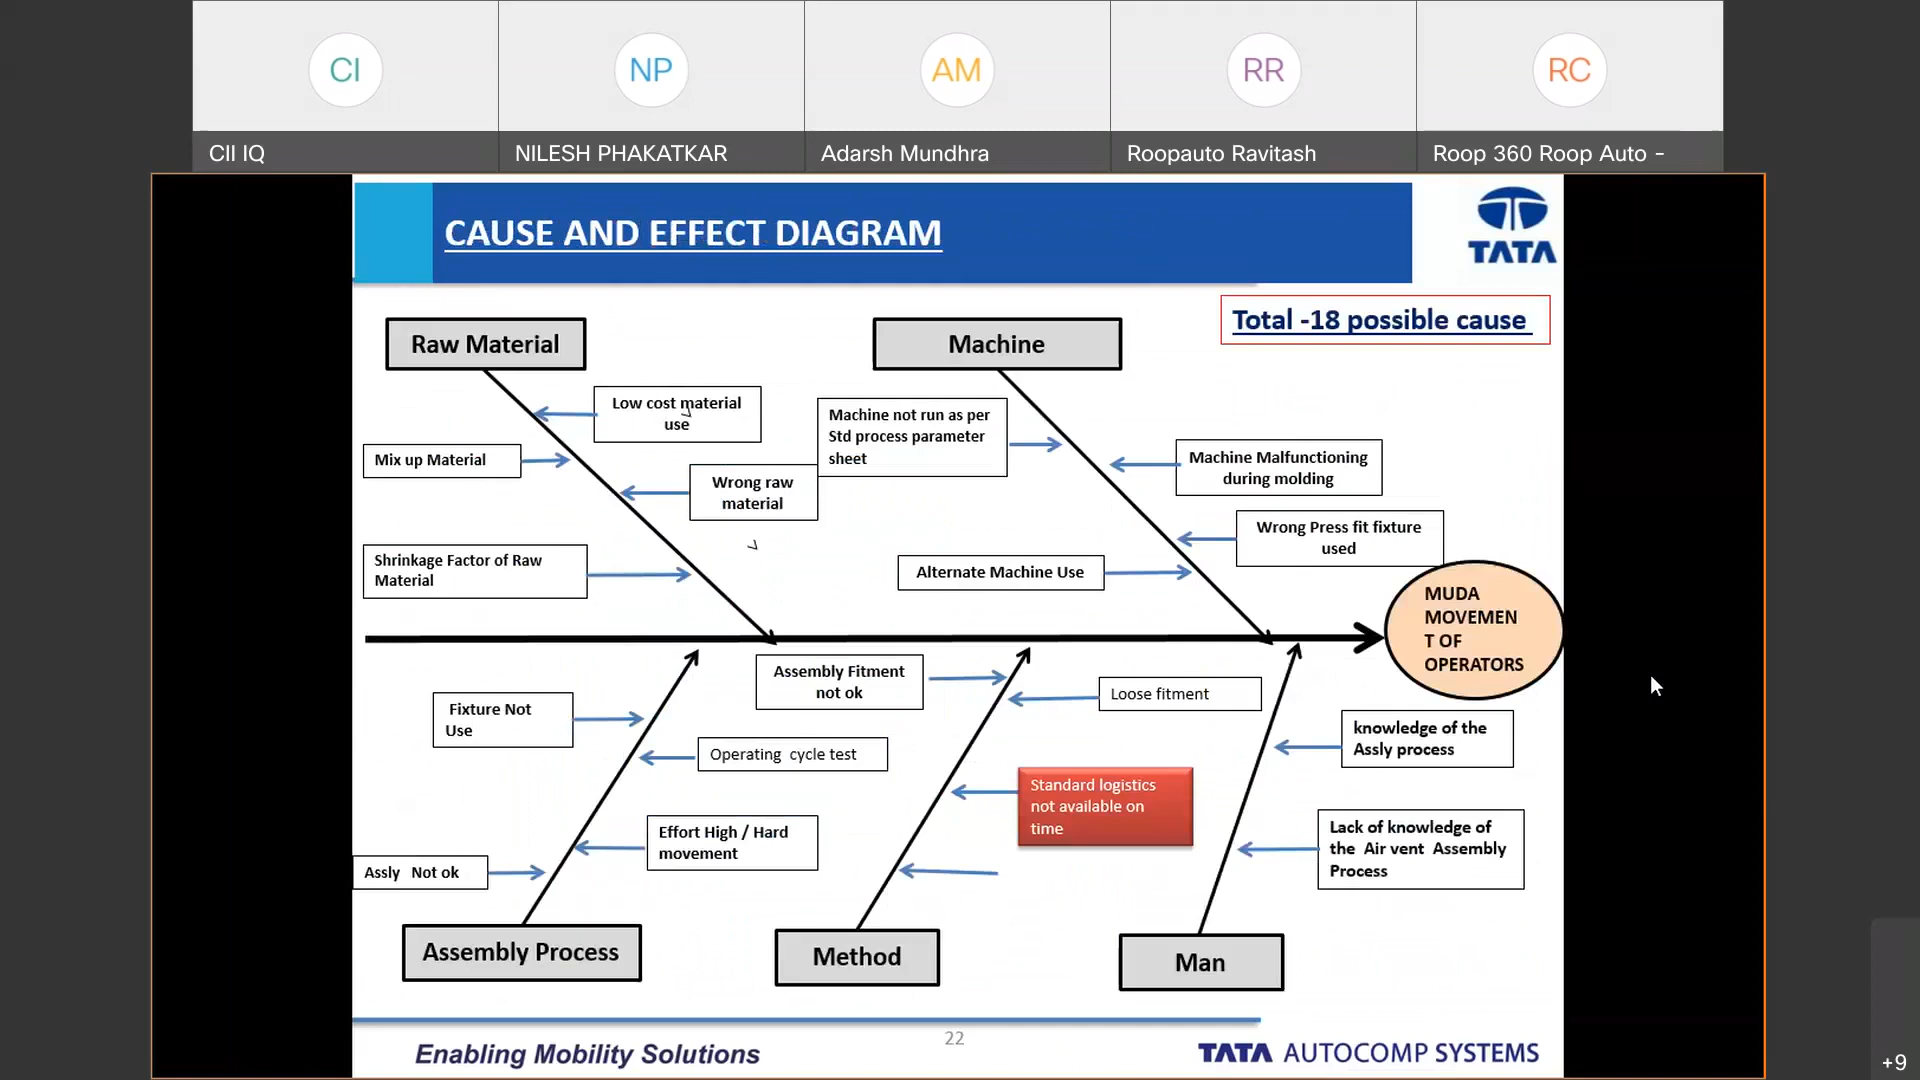 CI
NP
AM
RR
RC
CII IQ
NILESH PHAKATKAR
Adarsh Mundhra
Roopauto Ravitash
Roop 360 Roop Auto -
CAUSE AND EFFECT DIAGRAM
TATA
Total -18 possible cause
Raw Material
Machine
Low cost material
use
Mix up Material
Wrong raw
material
Shrinkage Factor of Raw
Material
Machine not run as per
Std process parameter
sheet
Machine Malfunctioning
during molding
Wrong Press fit fixture
used
Alternate Machine Use
MUDA
MOVEMEN
T OF
OPERATORS
Fixture Not
Use
Operating cycle test
Effort High / Hard
movement
Assly Not ok
Assembly Fitment
not ok
Loose fitment
Standard logistics
not available on
time
knowledge of the
Assly process
Lack of knowledge of
the Air vent Assembly
Process
Assembly Process
Method
Man
22
Enabling Mobility Solutions
TATA AUTOCOMP SYSTEMS
+9